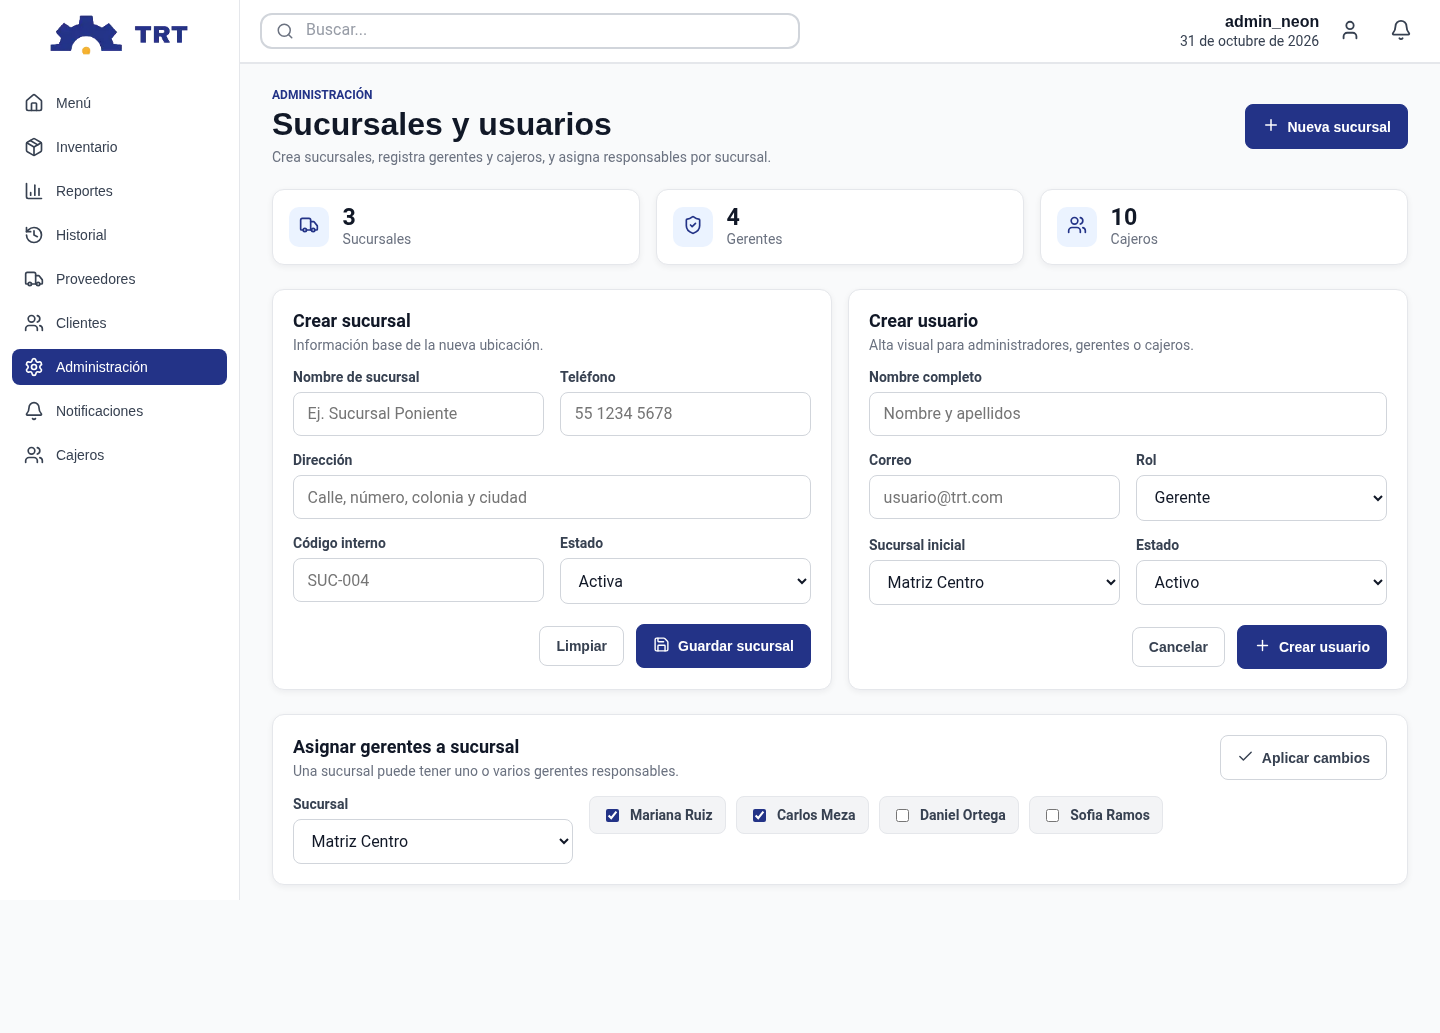 TRT
Buscar...
admin_neon
31 de octubre de 2026
Menú
Inventario
Reportes
Historial
Proveedores
Clientes
Administración
Notificaciones
Cajeros
ADMINISTRACIÓN
Sucursales y usuarios
Crea sucursales, registra gerentes y cajeros, y asigna responsables por sucursal.
Nueva sucursal
3
Sucursales
4
Gerentes
10
Cajeros
Crear sucursal
Información base de la nueva ubicación.
Nombre de sucursal
Teléfono
Ej. Sucursal Poniente
55 1234 5678
Dirección
Calle, número, colonia y ciudad
Código interno
Estado
SUC-004
Activa
Limpiar
Guardar sucursal
Crear usuario
Alta visual para administradores, gerentes o cajeros.
Nombre completo
Nombre y apellidos
Correo
Rol
usuario@trt.com
Gerente
Sucursal inicial
Estado
Matriz Centro
Activo
Cancelar
Crear usuario
Asignar gerentes a sucursal
Una sucursal puede tener uno o varios gerentes responsables.
Aplicar cambios
Sucursal
Matriz Centro
Mariana Ruiz
Carlos Meza
Daniel Ortega
Sofia Ramos